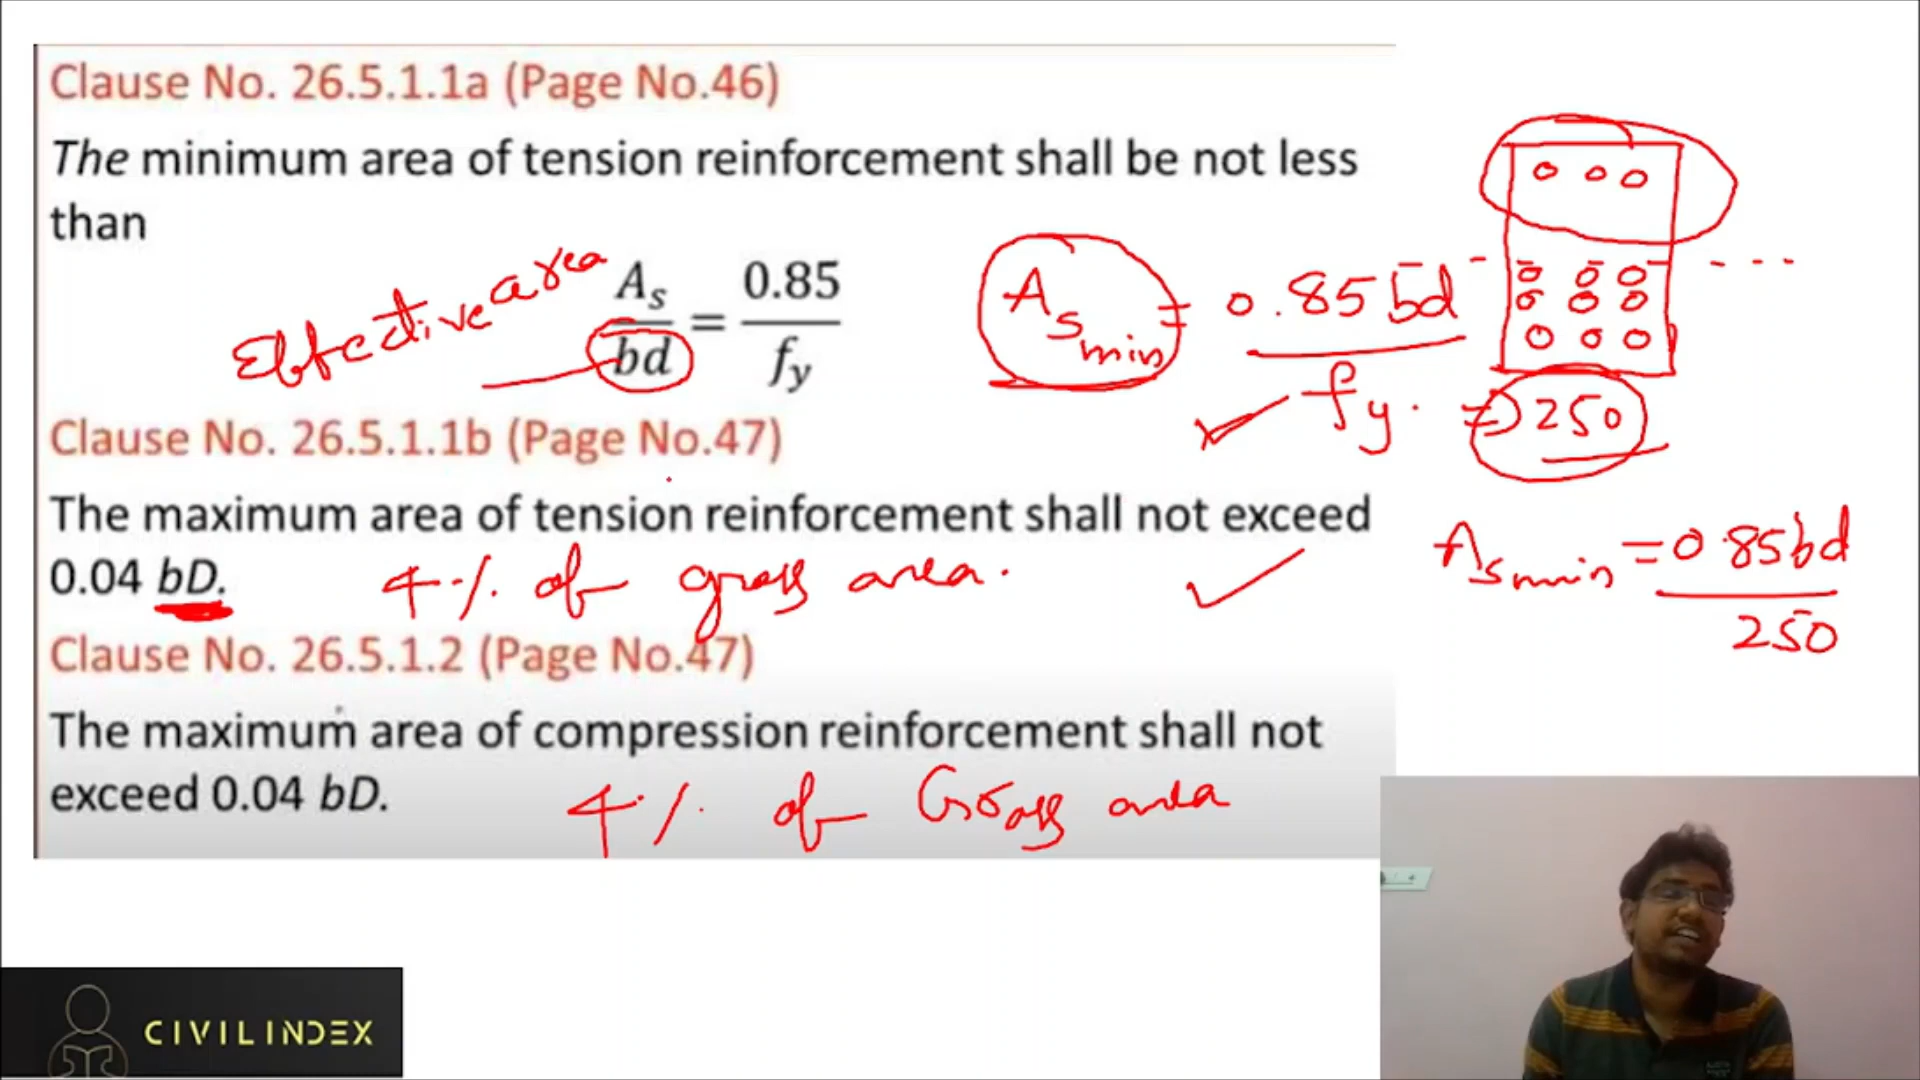 Clause No. 26.5.1.1a (Page No.46)
The minimum area of tension reinforcement shall be not less
than
Effective area
As/bd = 0.85/fy
As min = 0.85 bd / fy. => 250
Clause No. 26.5.1.1b (Page No.47)
The maximum area of tension reinforcement shall not exceed
0.04 bD.
4% of gross area.
As min = 0.85bd / 250
Clause No. 26.5.1.2 (Page No.47)
The maximum area of compression reinforcement shall not
exceed 0.04 bD.
4% of Gross area
CIVILINDEX